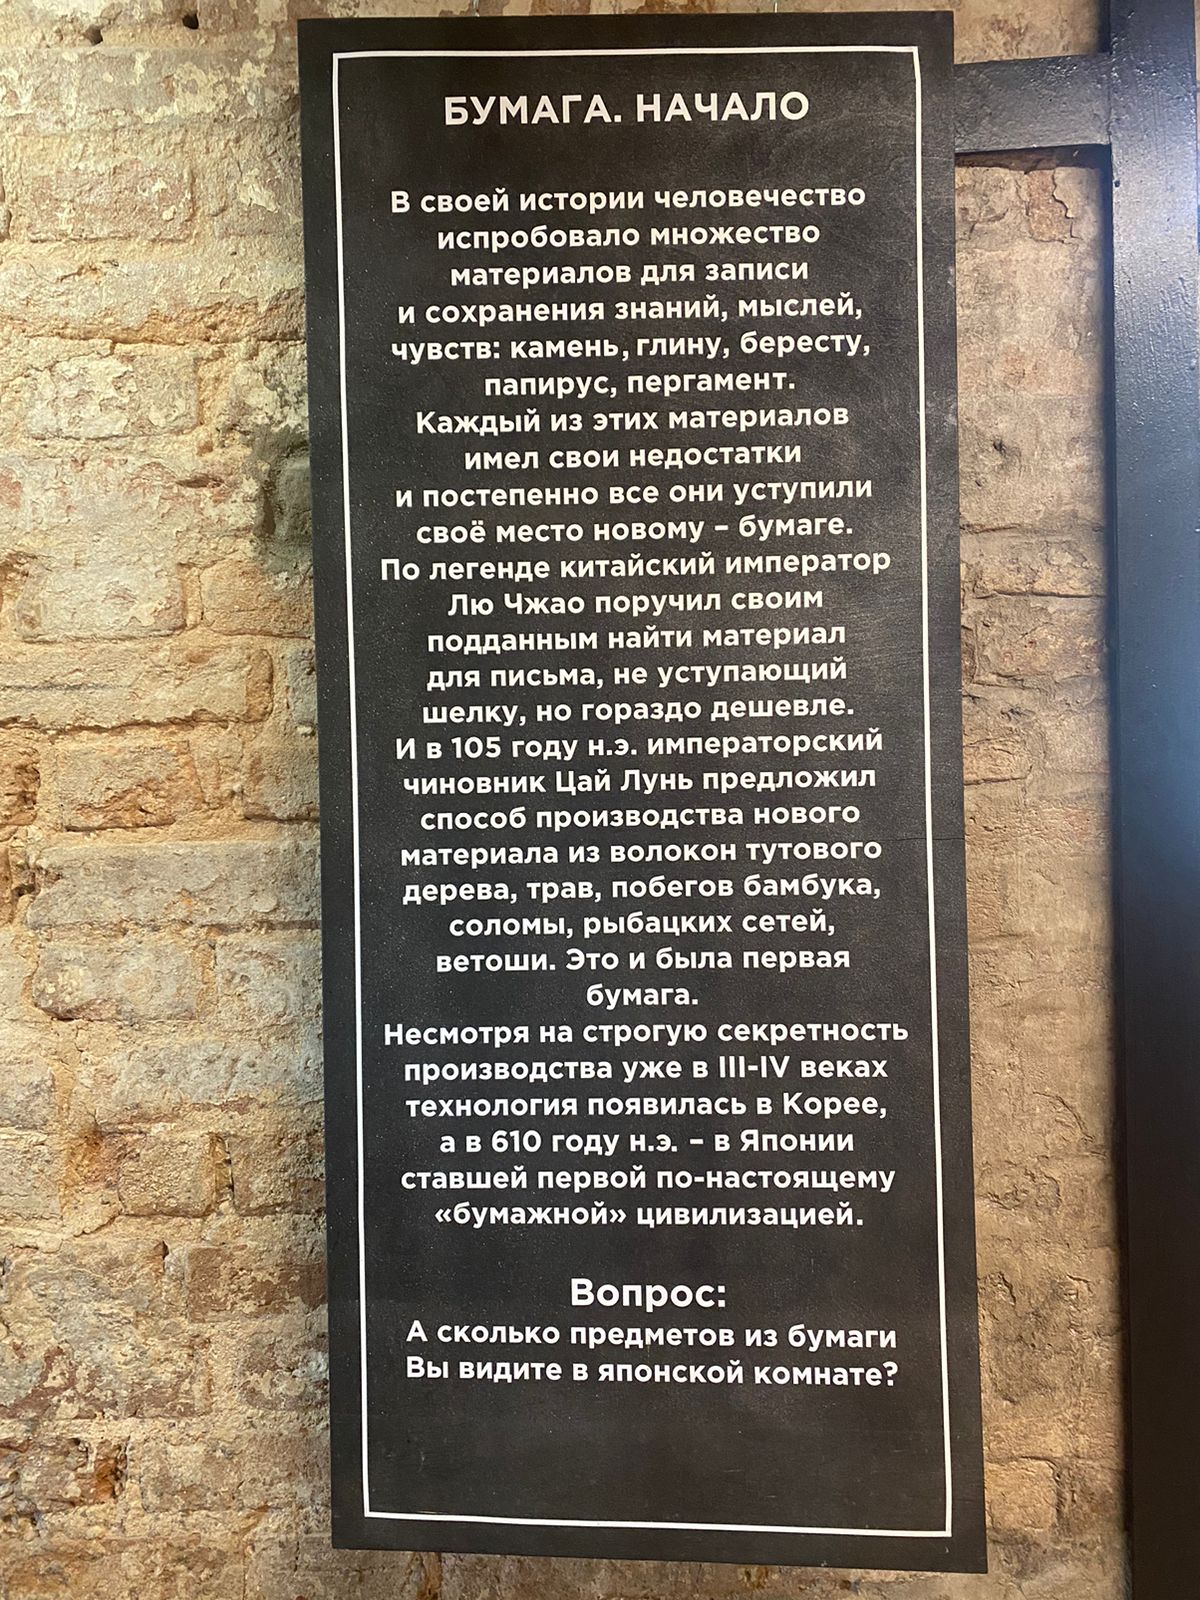 БУМАГА. НАЧАЛО
В своей истории человечество
испробовало множество
материалов для записи
и сохранения знаний, мыслей,
чувств: камень, глину, бересту,
папирус, пергамент.
Каждый из этих материалов
имел свои недостатки
и постепенно все они уступили
своё место новому – бумаге.
По легенде китайский император
Лю Чжао поручил своим
подданным найти материал
для письма, не уступающий
шелку, но гораздо дешевле.
И в 105 году н.э. императорский
чиновник Цай Лунь предложил
способ производства нового
материала из волокон тутового
дерева, трав, побегов бамбука,
соломы, рыбацких сетей,
ветоши. Это и была первая
бумага.
Несмотря на строгую секретность
производства уже в III-IV веках
технология появилась в Корее,
а в 610 году н.э. – в Японии
ставшей первой по-настоящему
«бумажной» цивилизацией.
Вопрос:
А сколько предметов из бумаги
Вы видите в японской комнате?